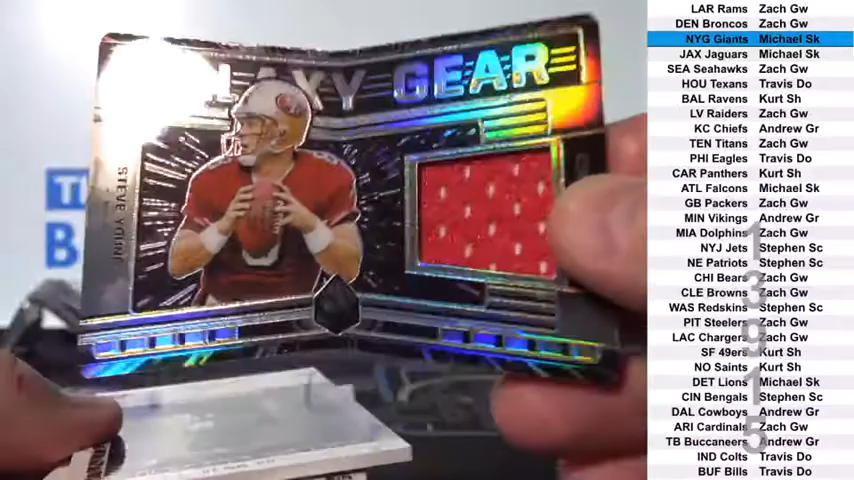 LAXY GEAR
STEVE YOUNG
LAR Rams Zach Gw
DEN Broncos Zach Gw
NYG Giants Michael Sk
JAX Jaguars Michael Sk
SEA Seahawks Zach Gw
HOU Texans Travis Do
BAL Ravens Kurt Sh
LV Raiders Zach Gw
KC Chiefs Andrew Gr
TEN Titans Zach Gw
PHI Eagles Travis Do
CAR Panthers Kurt Sh
ATL Falcons Michael Sk
GB Packers Zach Gw
MIN Vikings Andrew Gr
MIA Dolphins Zach Gw
NYJ Jets Stephen Sc
NE Patriots Stephen Sc
CHI Bears Zach Gw
CLE Browns Zach Gw
WAS Redskins Stephen Sc
PIT Steelers Zach Gw
LAC Chargers Zach Gw
SF 49ers Kurt Sh
NO Saints Kurt Sh
DET Lions Michael Sk
CIN Bengals Stephen Sc
DAL Cowboys Andrew Gr
ARI Cardinals Zach Gw
TB Buccaneers Andrew Gr
IND Colts Travis Do
BUF Bills Travis Do
1
3
9
1
5